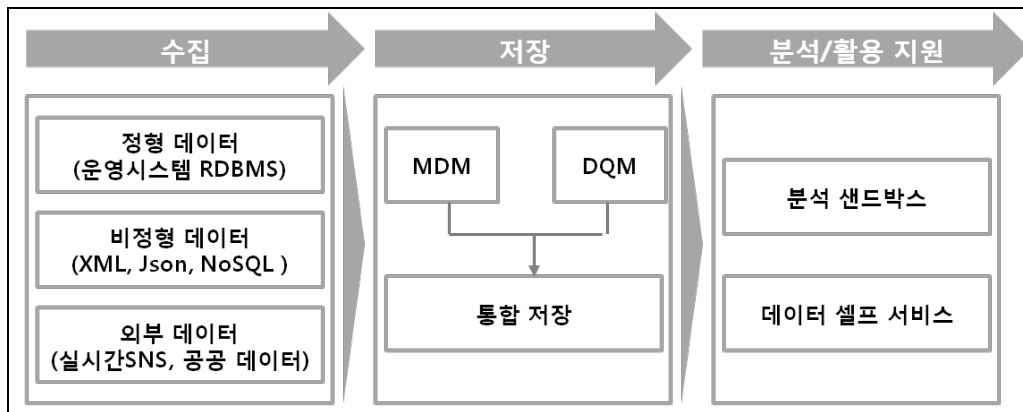 수집
저장
분석/활용 지원
정형 데이터
(운영시스템 RDBMS)
비정형 데이터
(XML, Json, NoSQL )
외부 데이터
(실시간SNS, 공공 데이터)
MDM
DQM
통합 저장
분석 샌드박스
데이터 셀프 서비스